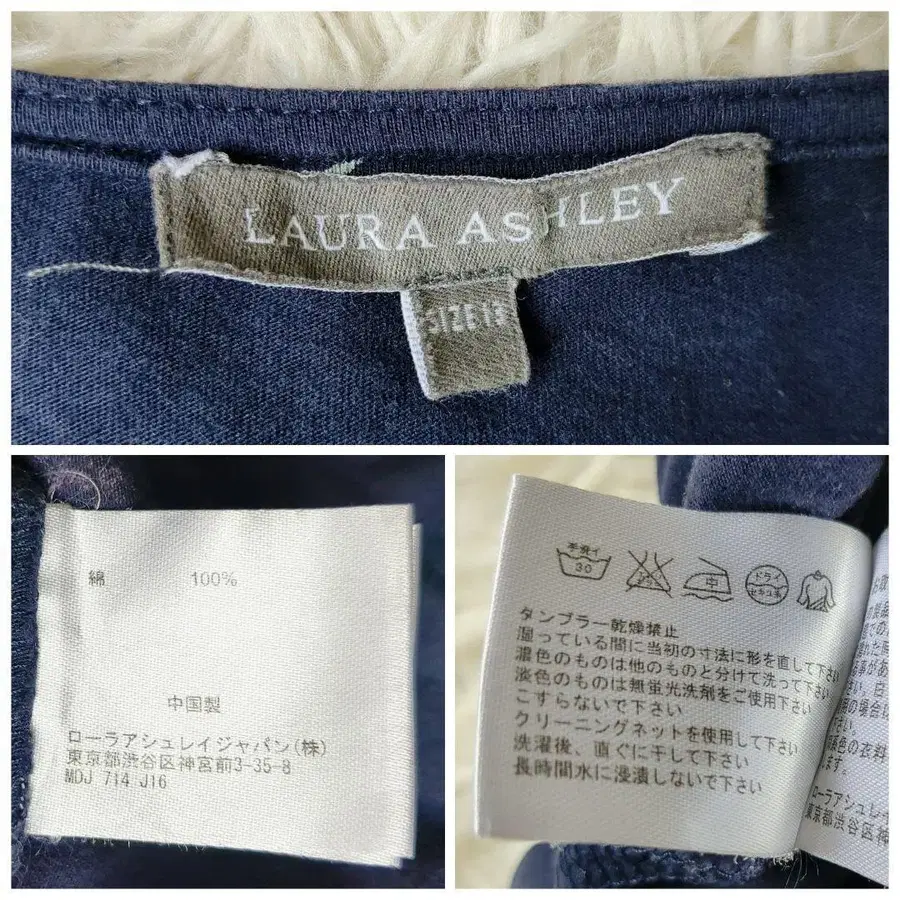 LAURA ASHLEY
SIZE
綿 100%
中国製
ローラアシュレイジャパン(株)
東京都渋谷区神宮前3-35-8
MDJ 714 J16
手洗イ
30
中
ドライ
セキユ系
タンブラー乾燥禁止
湿っている間に当初の寸法に形を直して下さい
濃色のものは他のものと分けて洗って下さい
淡色のものは無蛍光洗剤をご使用下さい
こすらないで下さい
クリーニングネットを使用して下さい
洗濯後、直ぐに干して下さい
長時間水に浸漬しないで下さい
ローラアシュレイ
東京都渋谷区神